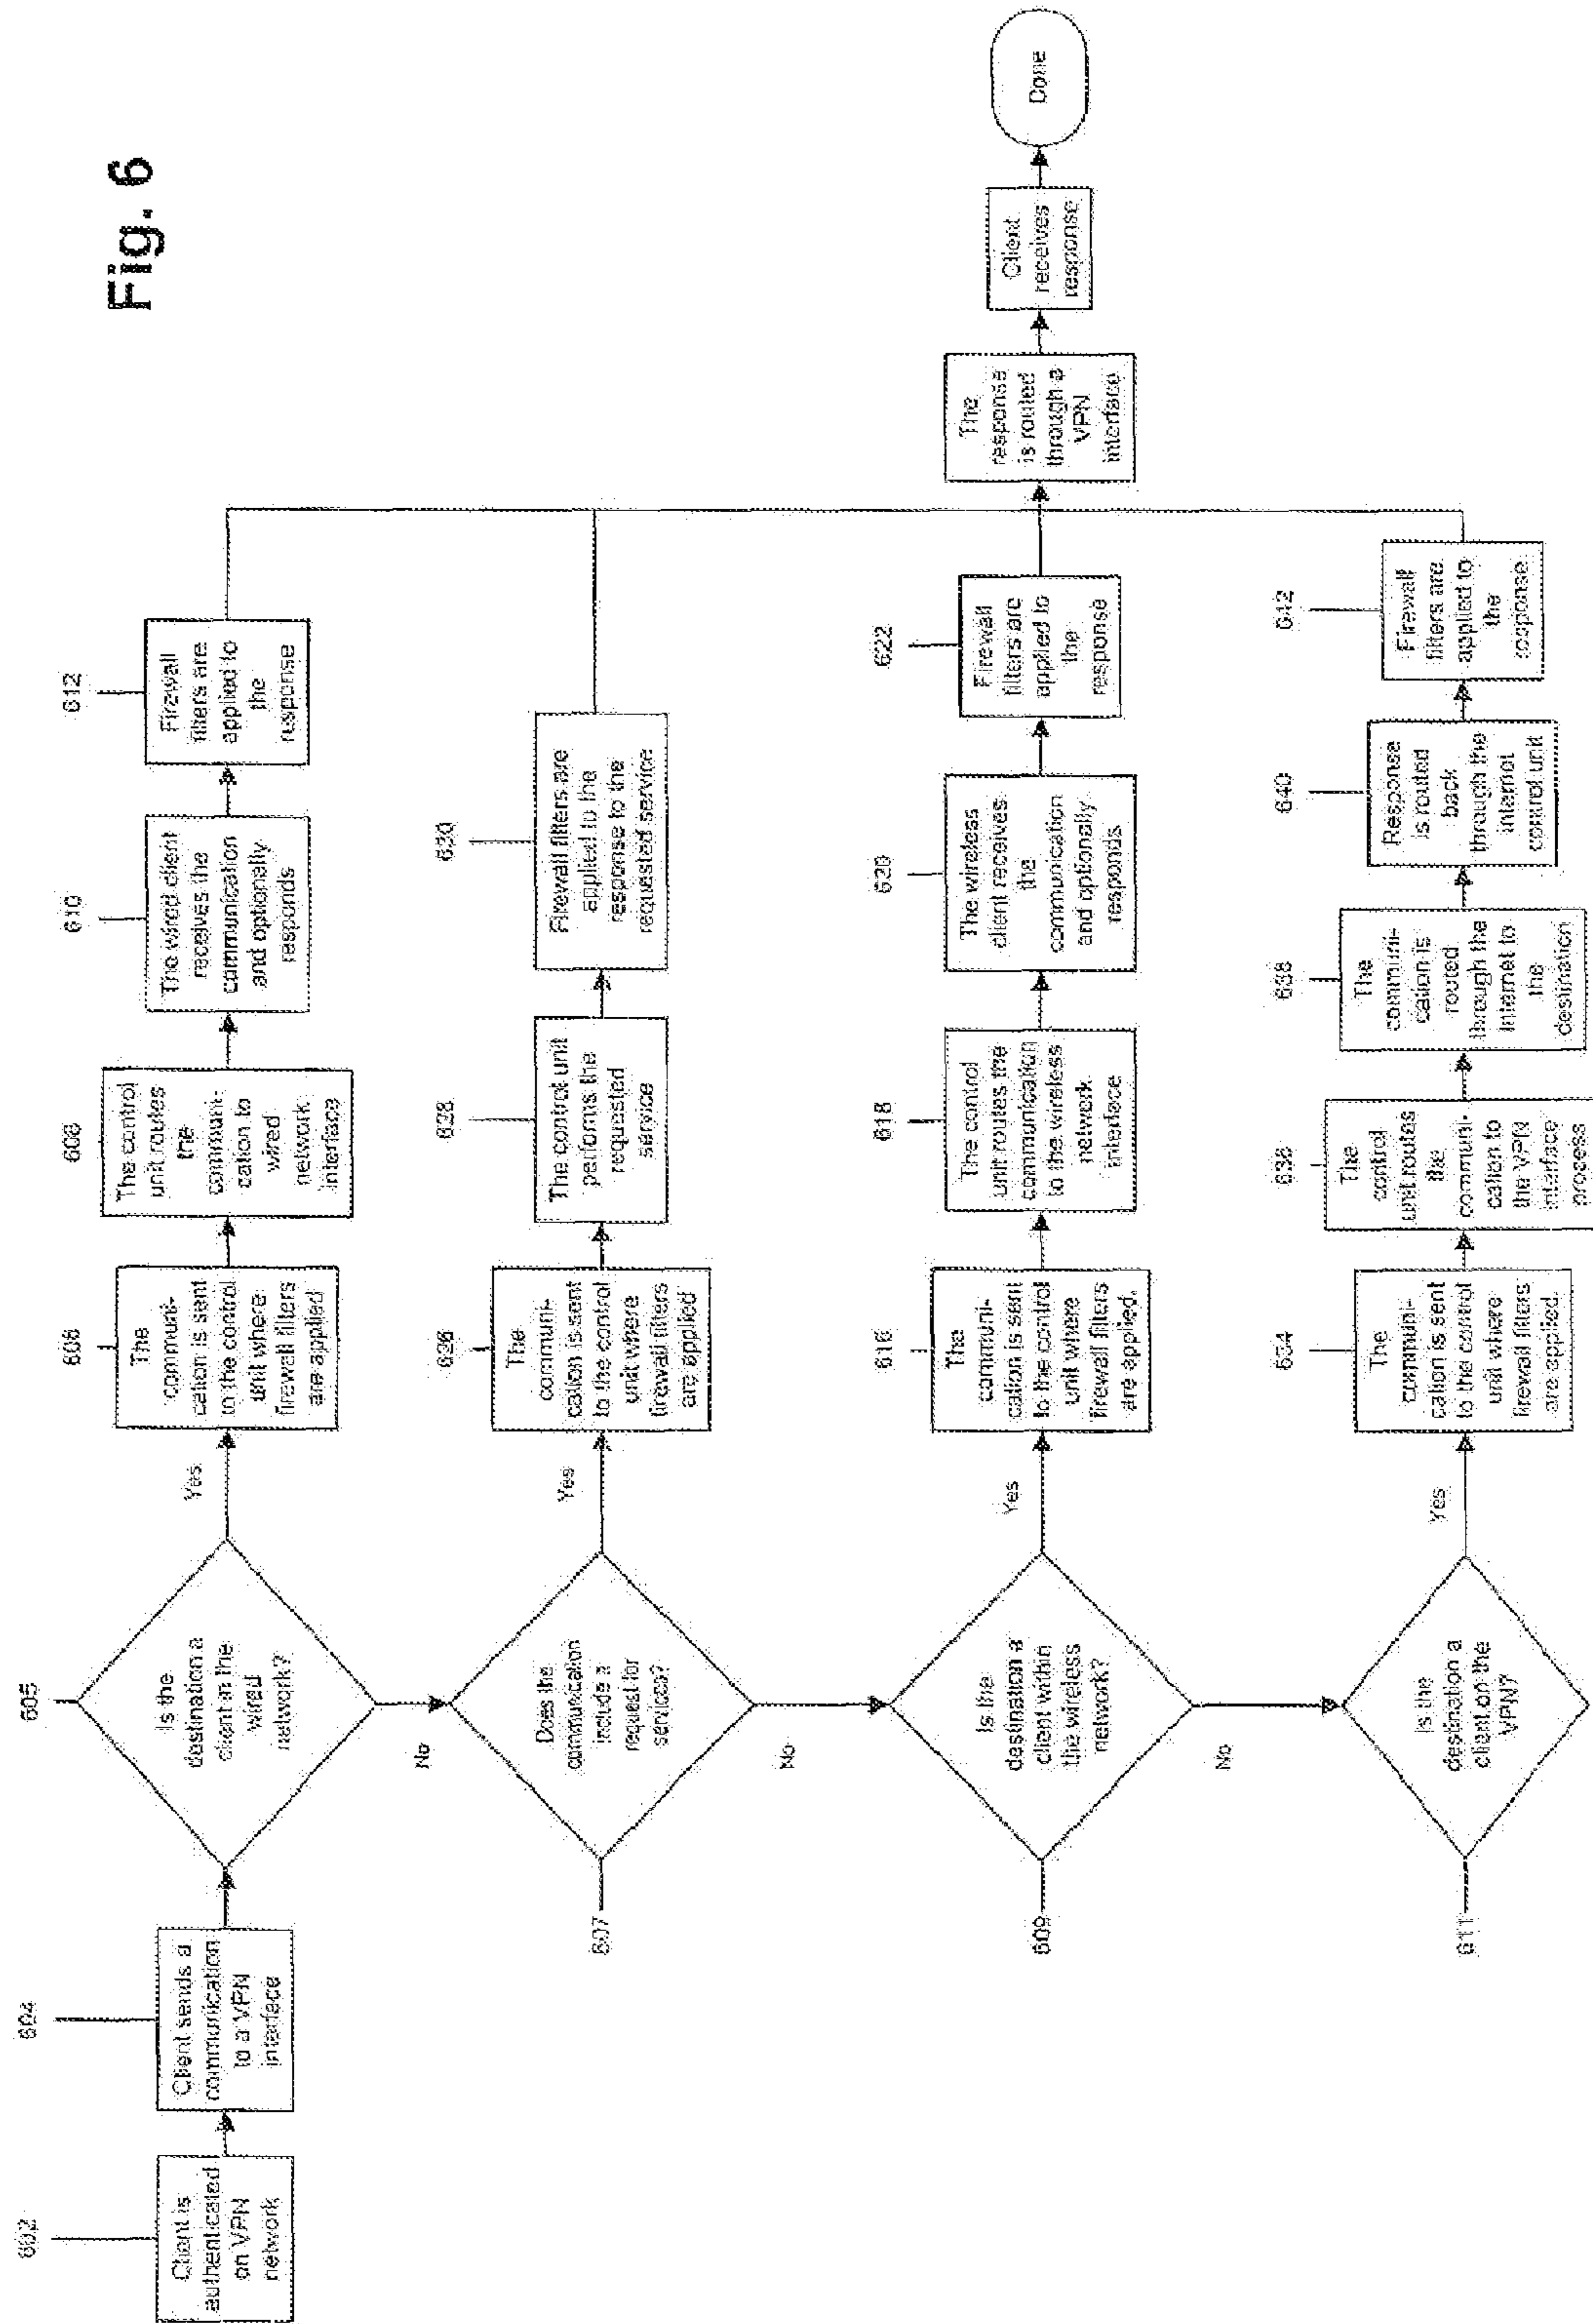 Fig. 6
602
Client is
authenticated
on VPN
network
604
Client sends a
communication
to a VPN
interface
605
Is the
destination a
client in the
wired
network?
Yes
No
The
communi-
cation is sent
to the control
unit where
firewall filters
are applied
608
The control
unit routes
the
communi-
cation to
wired
network
interface
610
The wired client
receives the
communication
and optionally
responds
612
Firewall
filters are
applied to
the
response
607
Does the
communication
include a
request for
services?
Yes
No
626
The
communi-
cation is sent
to the control
unit where
firewall filters
are applied
628
The control unit
performs the
requested
service
630
Firewall filters are
applied to the
response to the
requested service
609
Is the
destination a
client within
the wireless
network?
Yes
No
616
The
communi-
cation is sent
to the control
unit where
firewall filters
are applied.
618
The control
unit routes the
communication
to the wireless
network
interface
620
The wireless
client receives
the
communication
and optionally
responds
622
Firewall
filters are
applied to
the
response
611
Is the
destination a
client on the
VPN?
Yes
634
The
communi-
cation is sent
to the control
unit where
firewall filters
are applied.
636
The
control
unit routes
the
communi-
cation to
the VPN
interface
process
638
The
communi-
cation is
routed
through the
Internet to
the
destination
640
Response
is routed
back
through the
internet
control unit
642
Firewall
filters are
applied to
the
response
The
response
is routed
through a
VPN
interface
Client
receives
response
Done